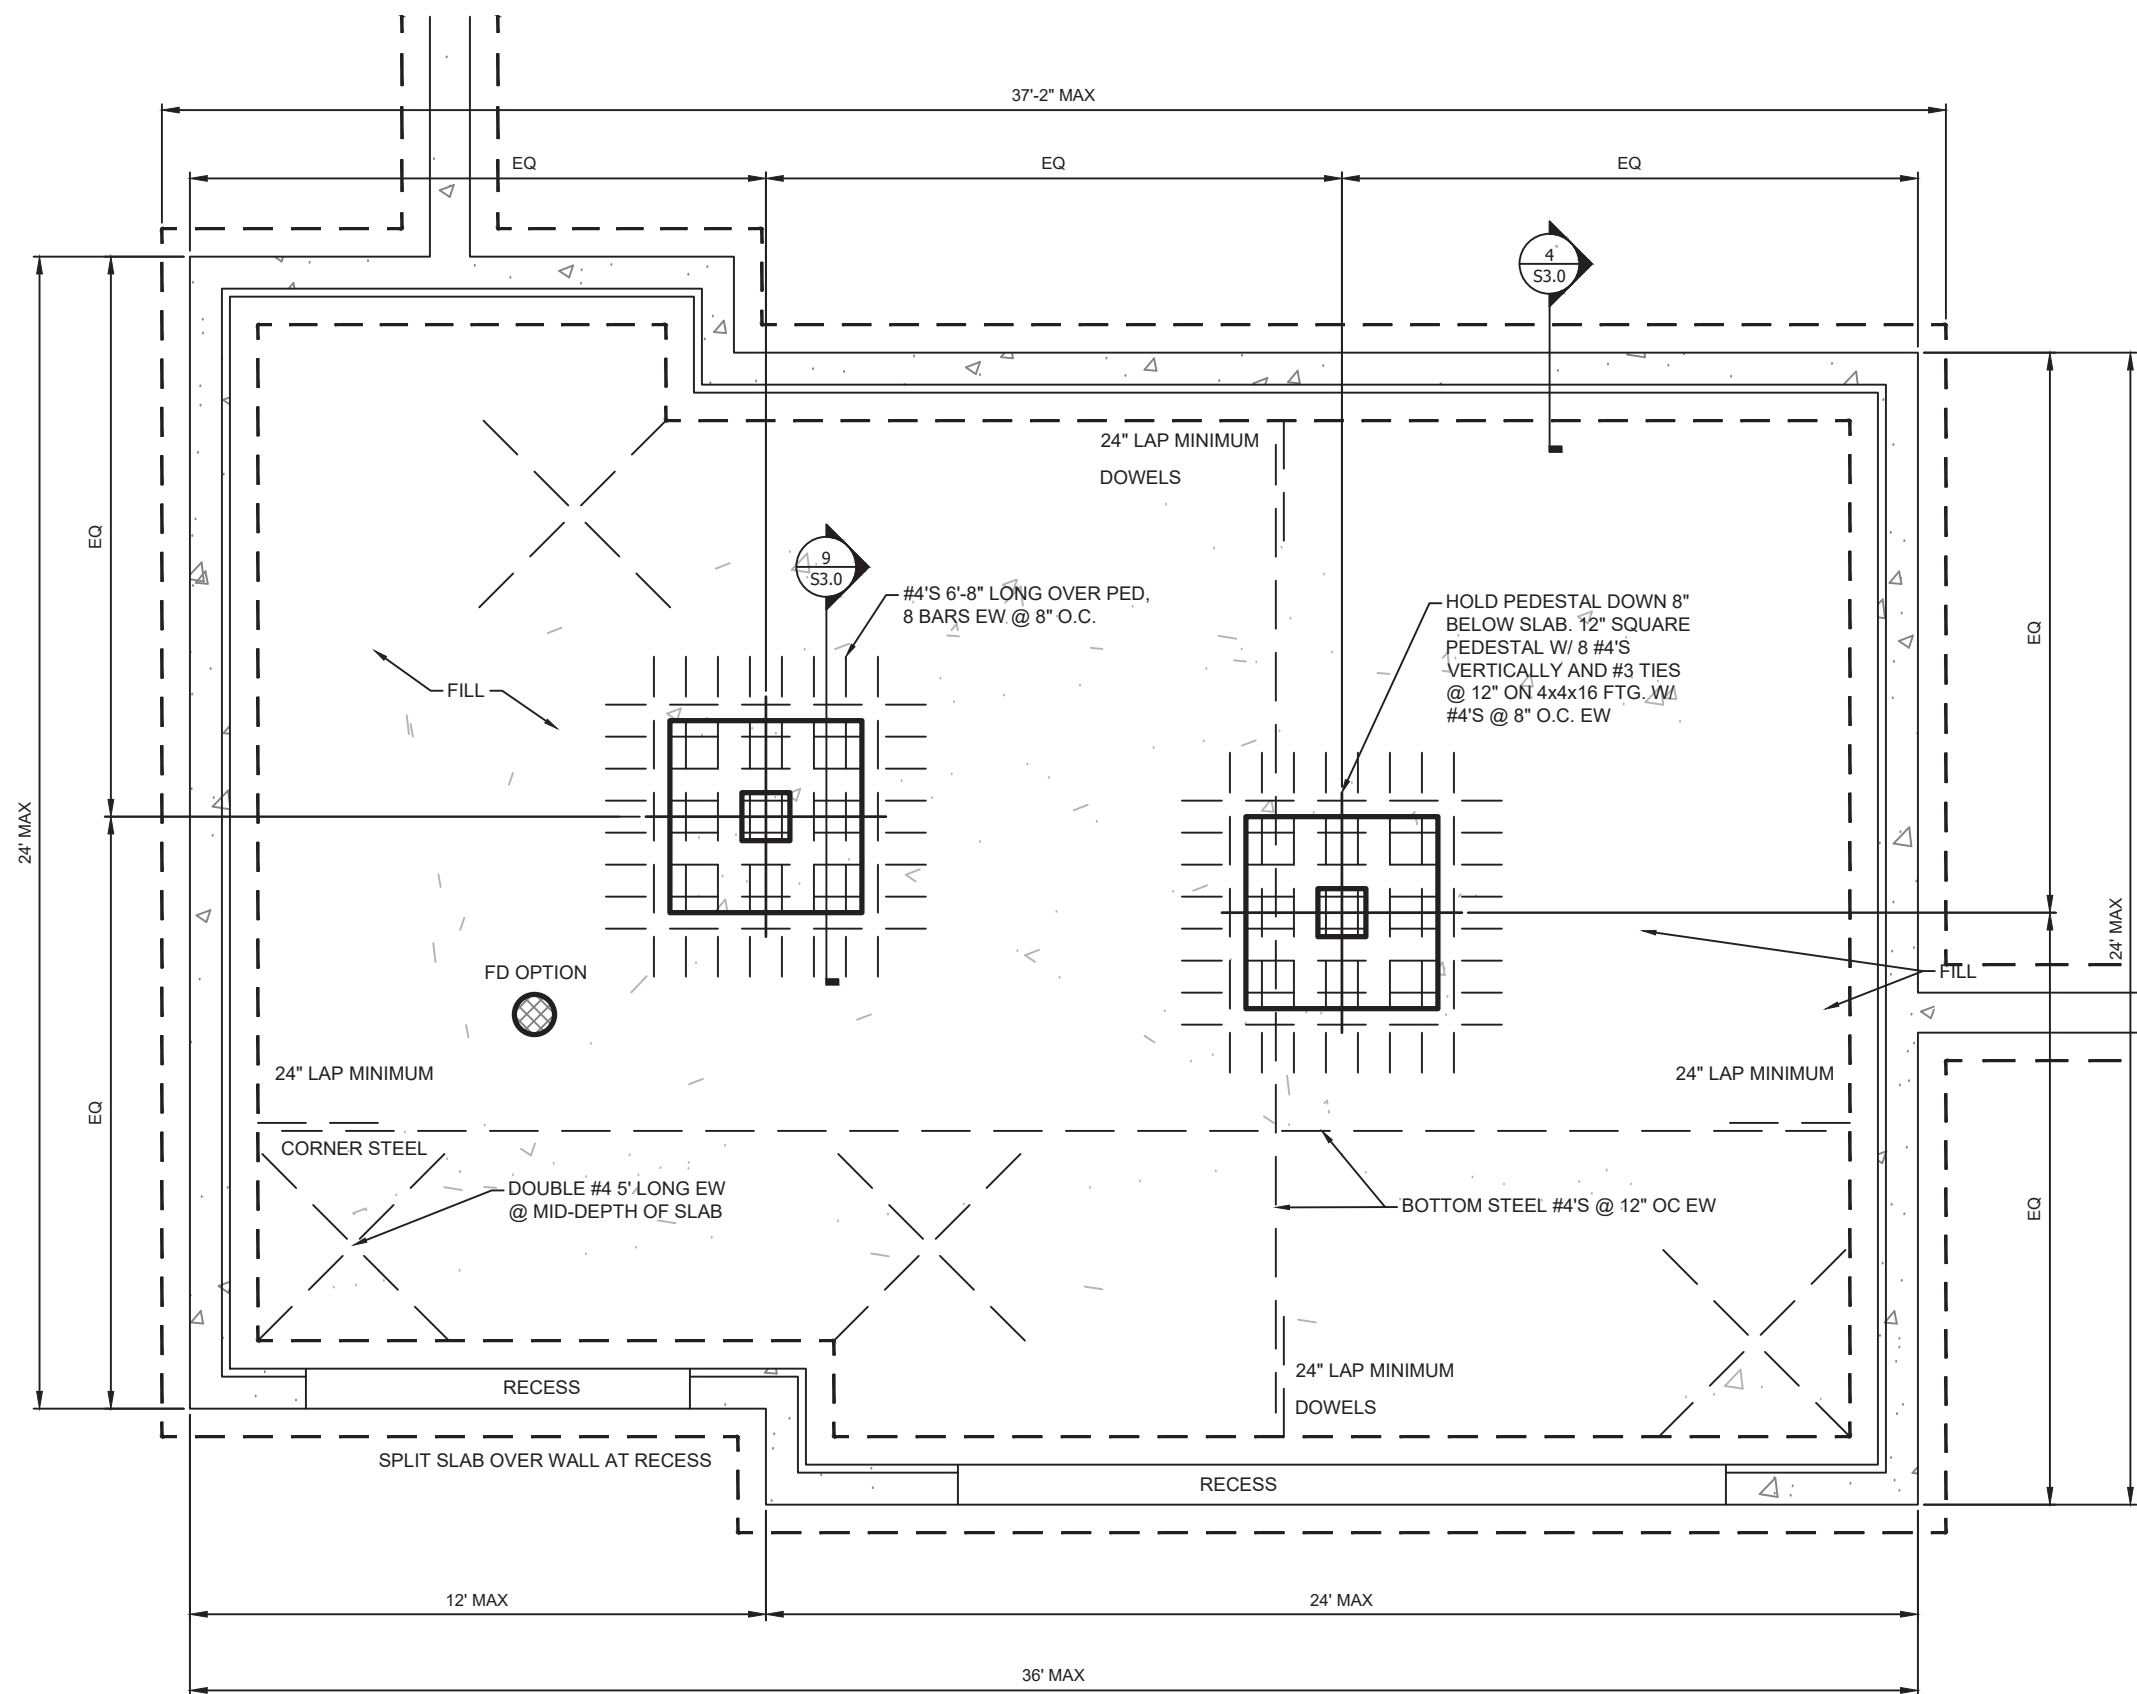 37'-2" MAX
EQ
EQ
EQ
4
S3.0
24" LAP MINIMUM
DOWELS
EQ
9
S3.0
#4'S 6'-8" LONG OVER PED,
8 BARS EW @ 8" O.C.
HOLD PEDESTAL DOWN 8"
BELOW SLAB. 12" SQUARE
PEDESTAL W/ 8 #4'S
VERTICALLY AND #3 TIES
@ 12" ON 4x4x16 FTG. W/
#4'S @ 8" O.C. EW
EQ
FILL
24' MAX
24' MAX
FD OPTION
FILL
24" LAP MINIMUM
24" LAP MINIMUM
EQ
CORNER STEEL
DOUBLE #4 5' LONG EW
@ MID-DEPTH OF SLAB
BOTTOM STEEL #4'S @ 12" OC EW
EQ
24" LAP MINIMUM
DOWELS
RECESS
SPLIT SLAB OVER WALL AT RECESS
RECESS
12' MAX
24' MAX
36' MAX